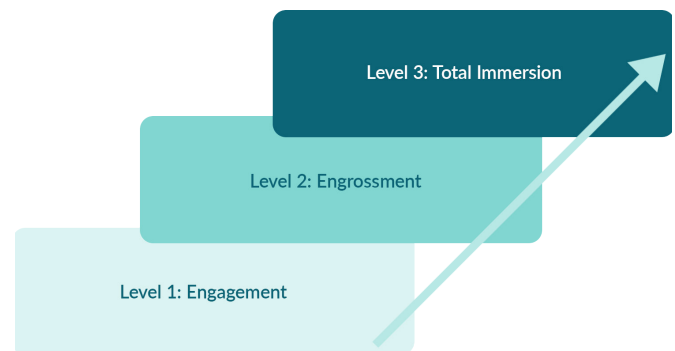 Level 3: Total Immersion
Level 2: Engrossment
Level 1: Engagement